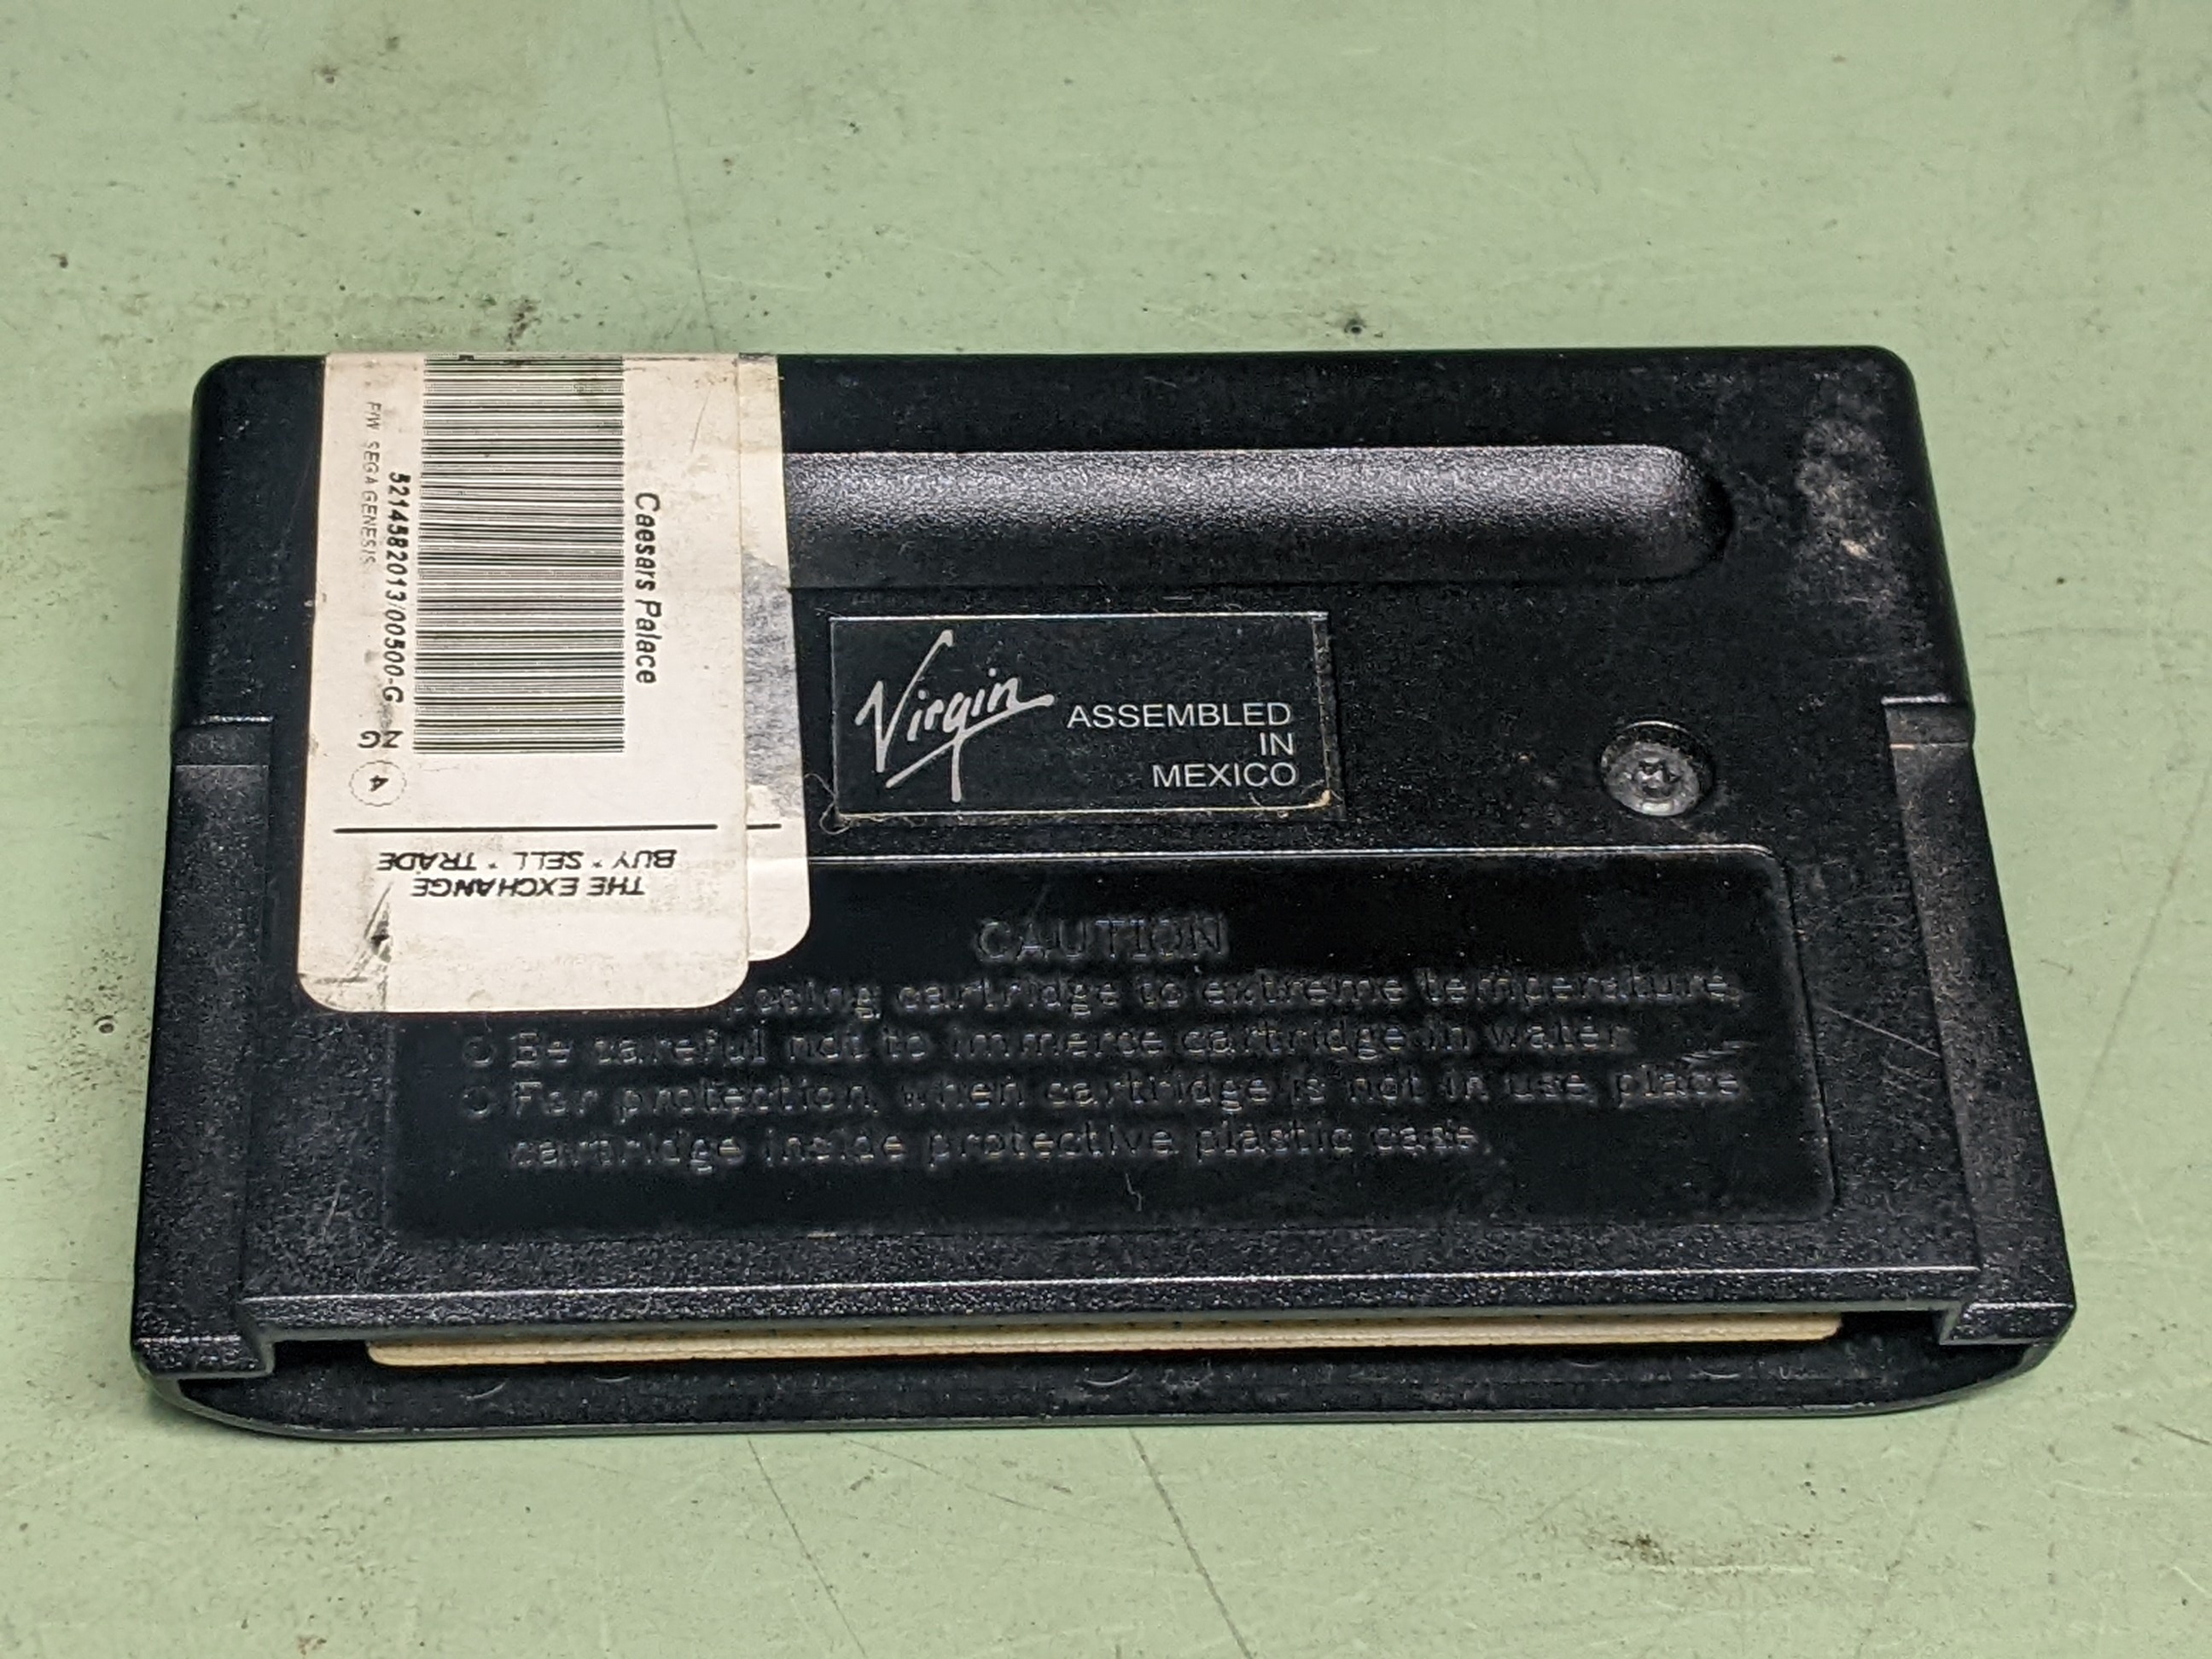 Caesars Palace
5214582013/00500-G
P/W SEGA GENESIS
NG
4
BUY * SELL * TRADE
THE EXCHANGE
Virgin
ASSEMBLED
IN
MEXICO
CAUTION
cartridge to extreme temperature.
Be careful not to immerce cartridge in water.
For protection, when cartridge is not in use, place
cartridge inside protective plastic case.